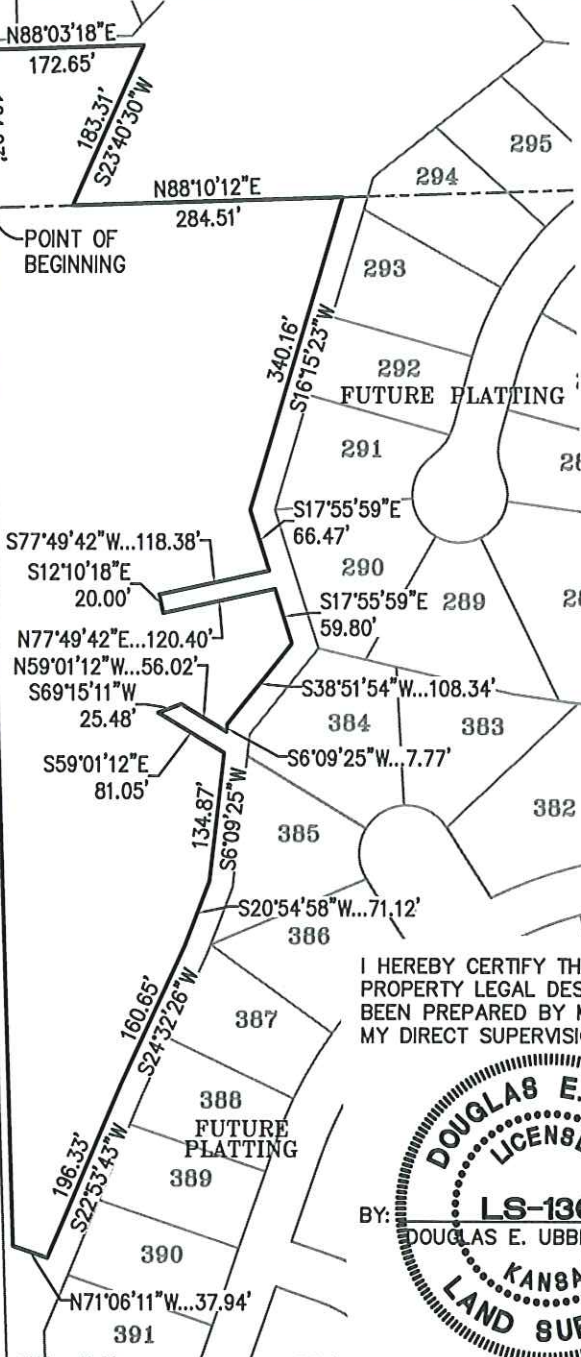 N88°03'18"E
172.65'
183.31'
S23°40'30"W
N88°10'12"E
284.51'
POINT OF
BEGINNING
295
294
293
340.16'
S16°15'23"W
292
FUTURE PLATTING
291
S17°55'59"E
66.47'
S77°49'42"W...118.38'
S12°10'18"E
20.00'
290
289
S17°55'59"E
59.80'
N77°49'42"E...120.40'
N59°01'12"W...56.02'
S69°15'11"W
25.48'
S38°51'54"W...108.34'
384
383
S6°09'25"W...7.77'
S59°01'12"E
81.05'
382
134.87'
S6°09'25"W
385
S20°54'58"W...71.12'
386
160.65'
S24°32'26"W
387
388
FUTURE
PLATTING
389
196.33'
S22°53'43"W
390
N71°06'11"W...37.94'
391
I HEREBY CERTIFY
PROPERTY LEGAL
BEEN PREPARED BY
MY DIRECT
DOUGLAS E.
BY:
LS-13
DOUGLAS E.
LAND